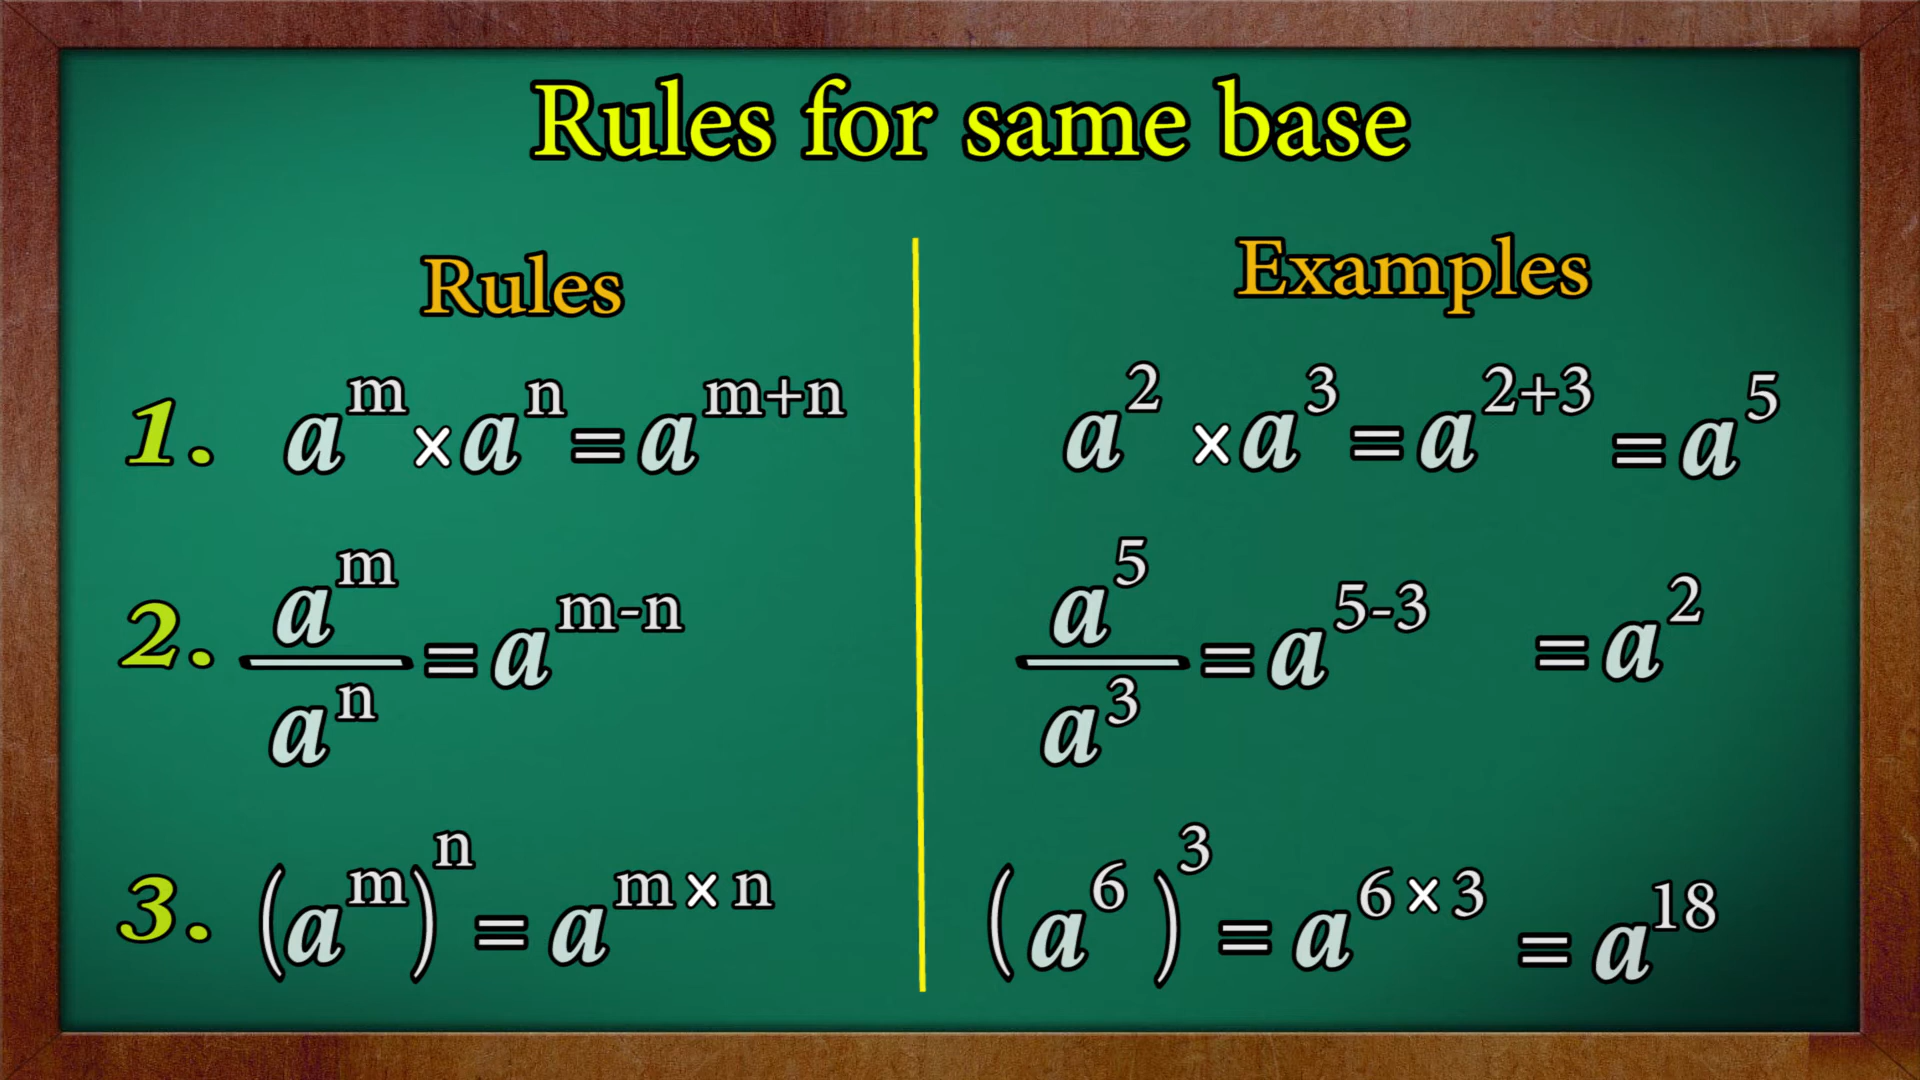 Rules for same base
Rules
Examples
1. a^m × a^n = a^(m+n)
a^2 × a^3 = a^(2+3) = a^5
2. a^m / a^n = a^(m-n)
a^5 / a^3 = a^(5-3) = a^2
3. (a^m)^n = a^(m × n)
(a^6)^3 = a^(6 × 3) = a^18